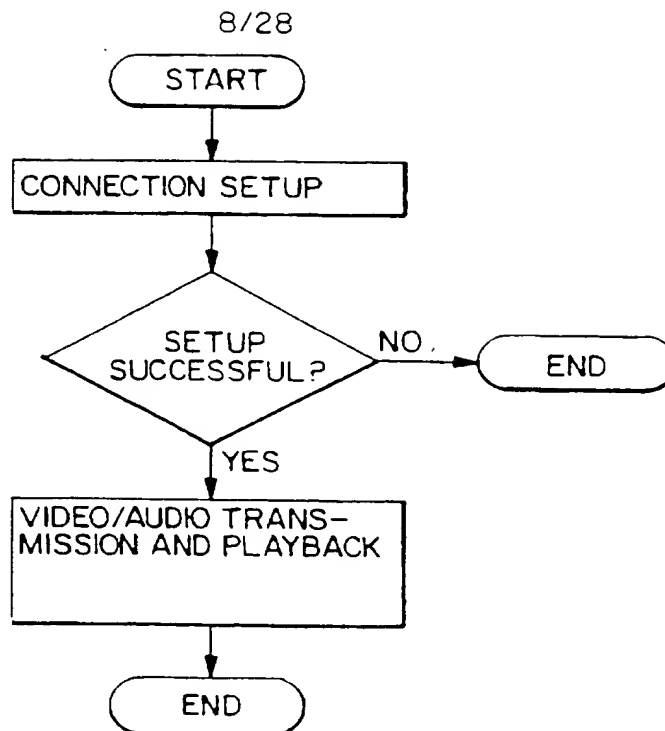 8/28
START
CONNECTION SETUP
SETUP
SUCCESSFUL?
NO
END
YES
VIDEO/AUDIO TRANS-
MISSION AND PLAYBACK
END